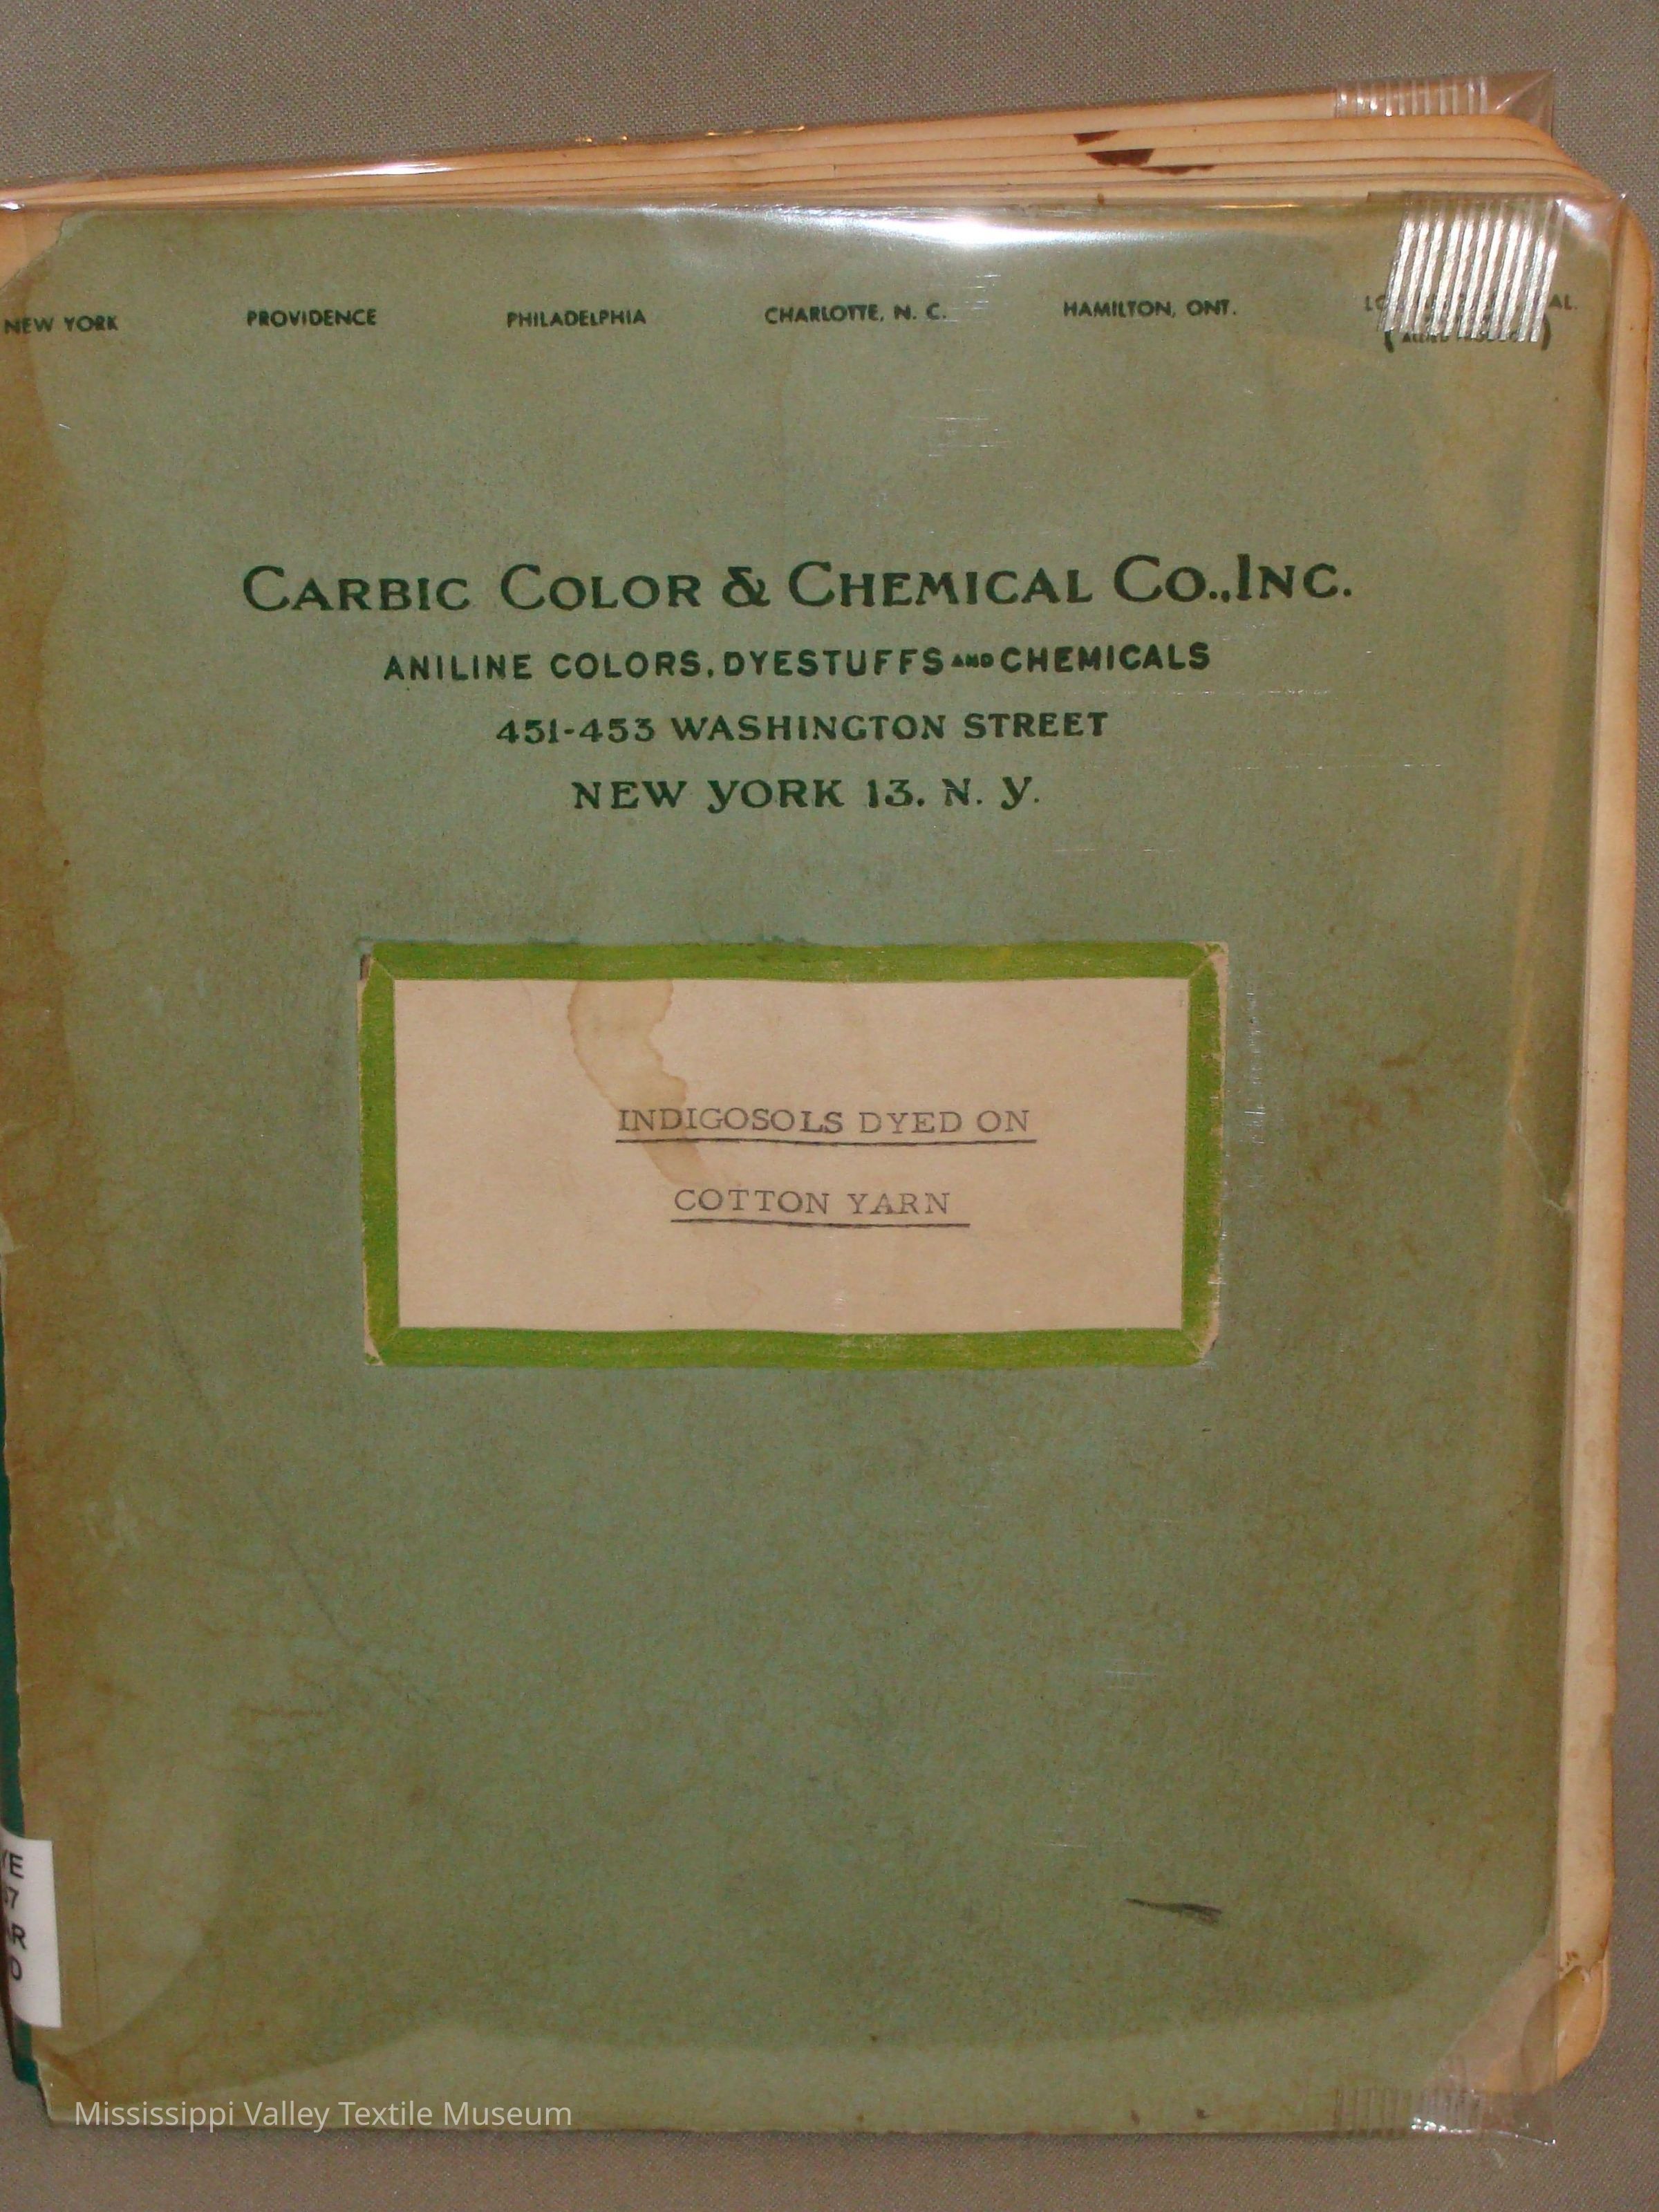 NEW YORK PROVIDENCE PHILADELPHIA CHARLOTTE, N. C. HAMILTON, ONT.
CARBIC COLOR & CHEMICAL CO., INC.
ANILINE COLORS, DYESTUFFS AND CHEMICALS
451-453 WASHINGTON STREET
NEW YORK 13, N. Y.
INDIGOSOLS DYED ON
COTTON YARN
Mississippi Valley Textile Museum